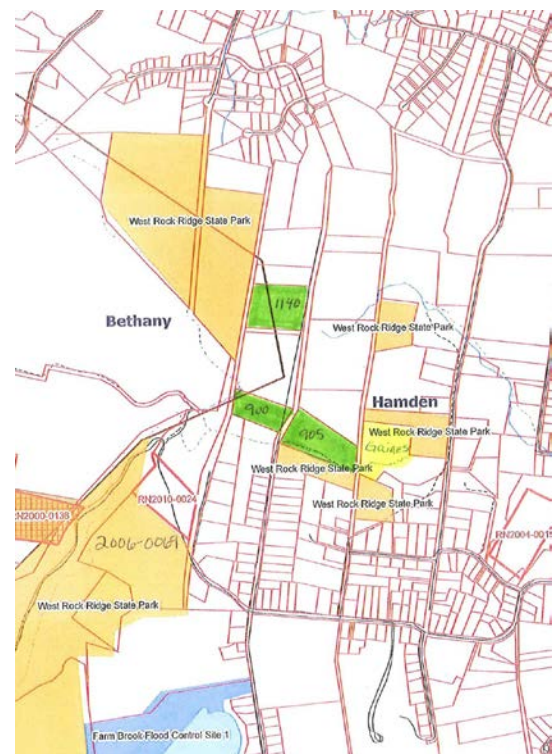 West Rock Ridge State Park
1140
Bethany
West Rock Ridge State Park
Hamden
900
905
West Rock Ridge State Park
Grimes
West Rock Ridge State Park
RN2010-0024
West Rock Ridge State Park
RN2000-0138
RN2004-001
2006-0069
West Rock Ridge State Park
Farm Brook Flood Control Site 1